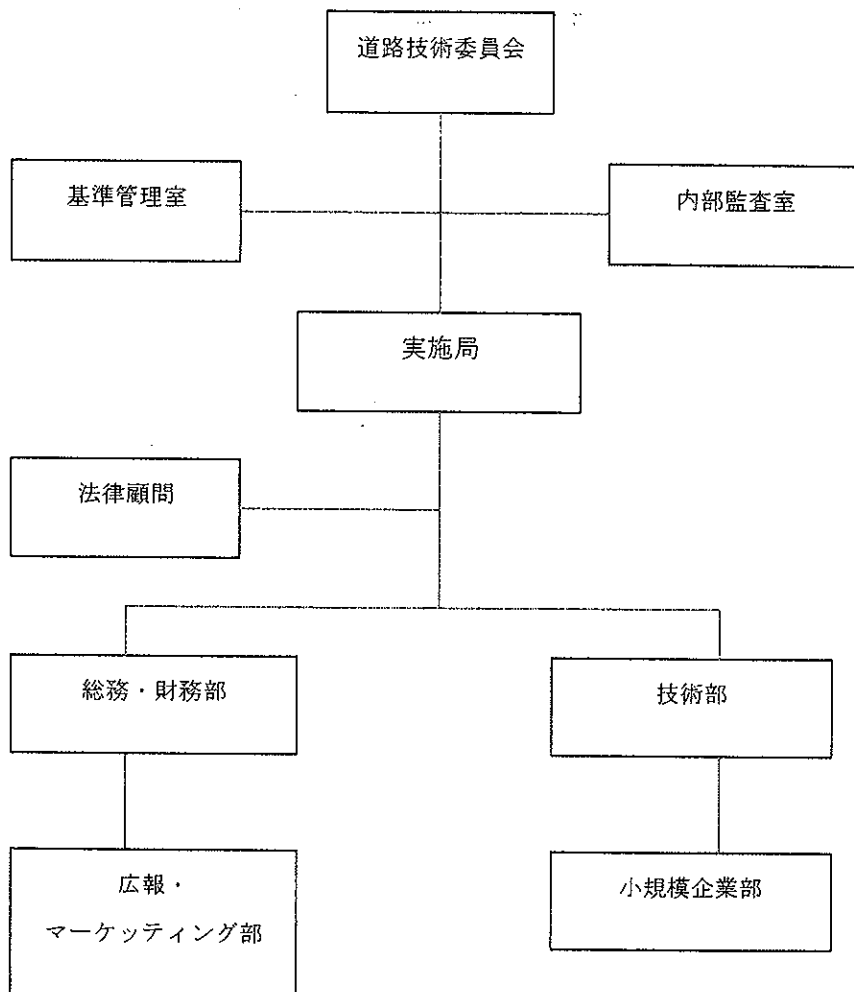 道路技術委員会
基準管理室
内部監査室
実施局
法律顧問
総務・財務部
技術部
広報・
マーケッティング部
小規模企業部